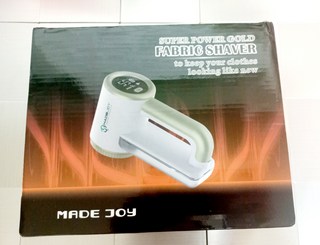 SUPER POWER GOLD
FABRIC SHAVER
to keep your clothes
looking like new
MADE JOY